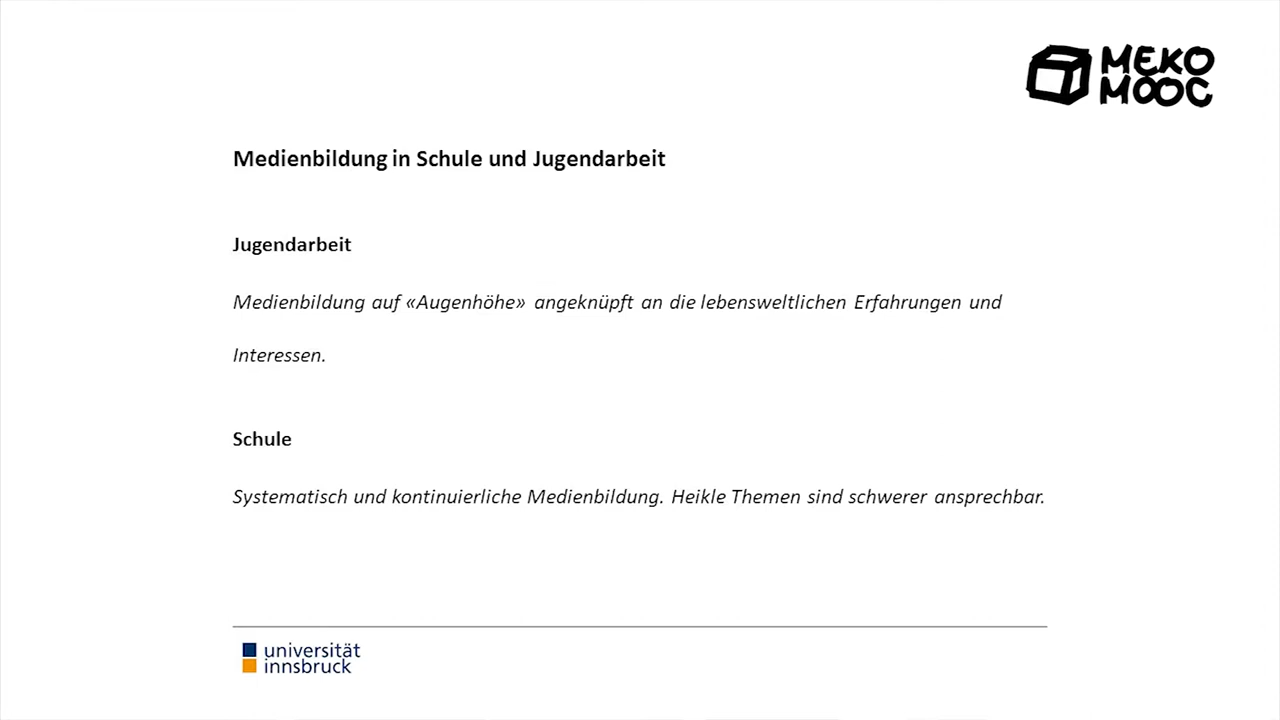 MEKO
MOOC
Medienbildung in Schule und Jugendarbeit
Jugendarbeit
Medienbildung auf «Augenhöhe» angeknüpft an die lebensweltlichen Erfahrungen und
Interessen.
Schule
Systematisch und kontinuierliche Medienbildung. Heikle Themen sind schwerer ansprechbar.
universität
innsbruck